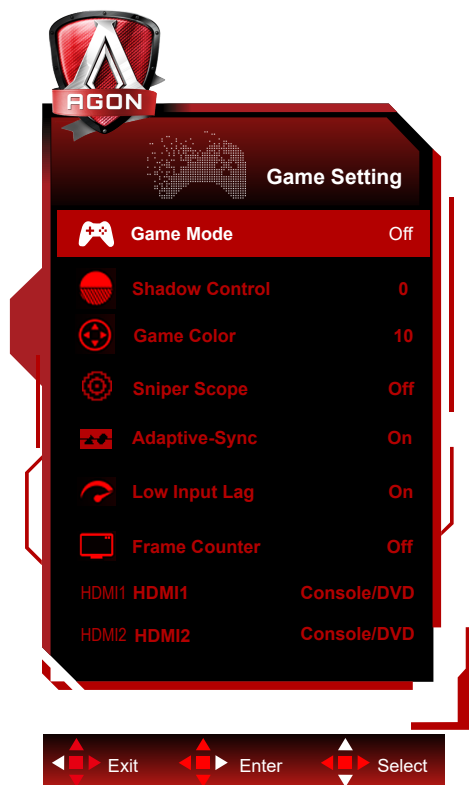 AGON
Game Setting
Game Mode Off
Shadow Control 0
Game Color 10
Sniper Scope Off
Adaptive-Sync On
Low Input Lag On
Frame Counter Off
HDMI1 HDMI1 Console/DVD
HDMI2 HDMI2 Console/DVD
Exit Enter Select